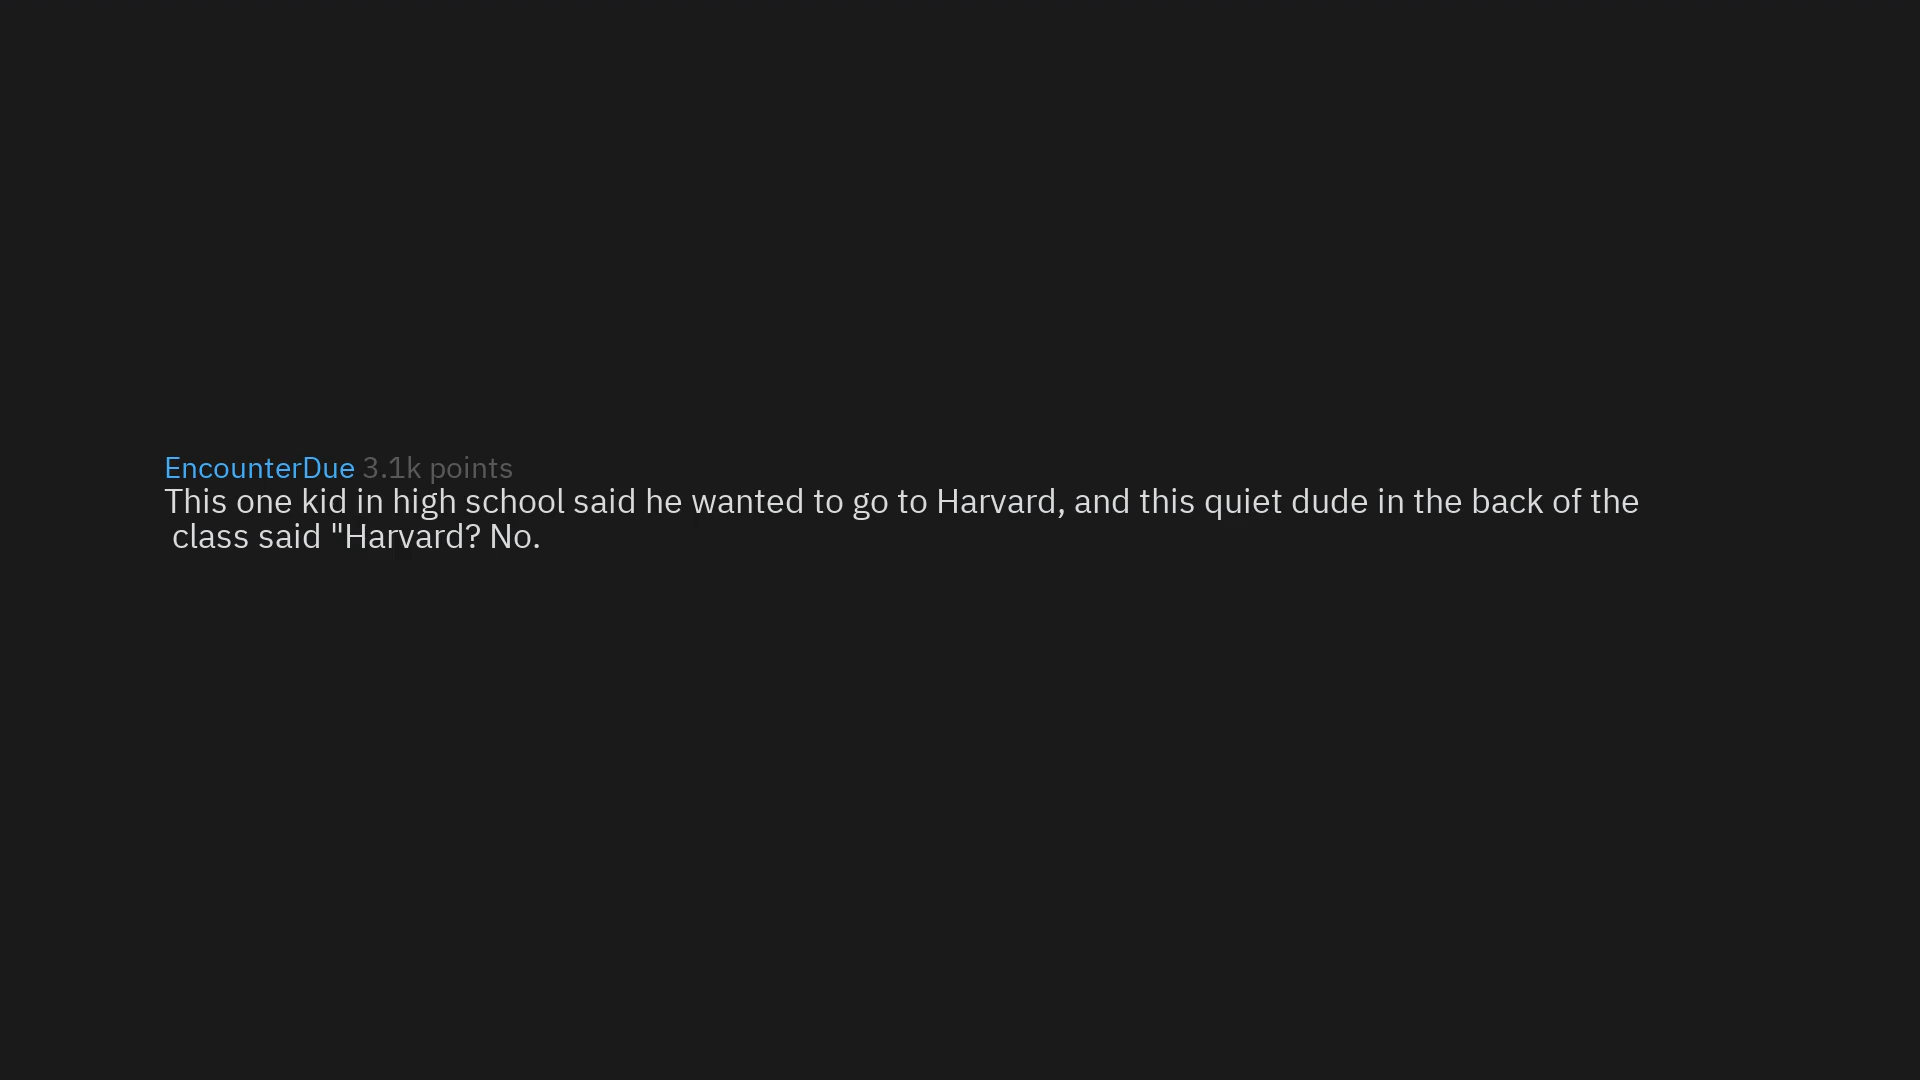 EncounterDue 3.1k points
This one kid in high school said he wanted to go to Harvard, and this quiet dude in the back of the
class said "Harvard? No.